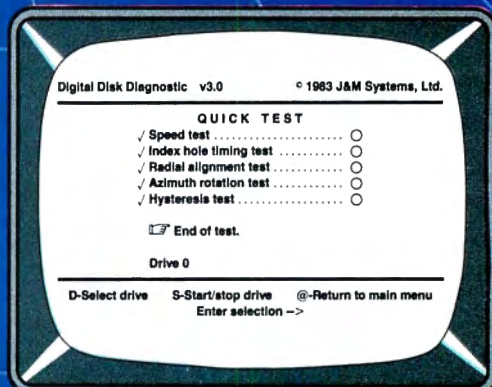 Digital Disk Diagnostic v3.0 © 1983 J&M Systems, Ltd.
QUICK TEST
√ Speed test ...................... ○
√ Index hole timing test ........... ○
√ Radial alignment test ............ ○
√ Azimuth rotation test ............ ○
√ Hysteresis test .................. ○
☞ End of test.
Drive 0
D-Select drive S-Start/stop drive @-Return to main menu
Enter selection -->